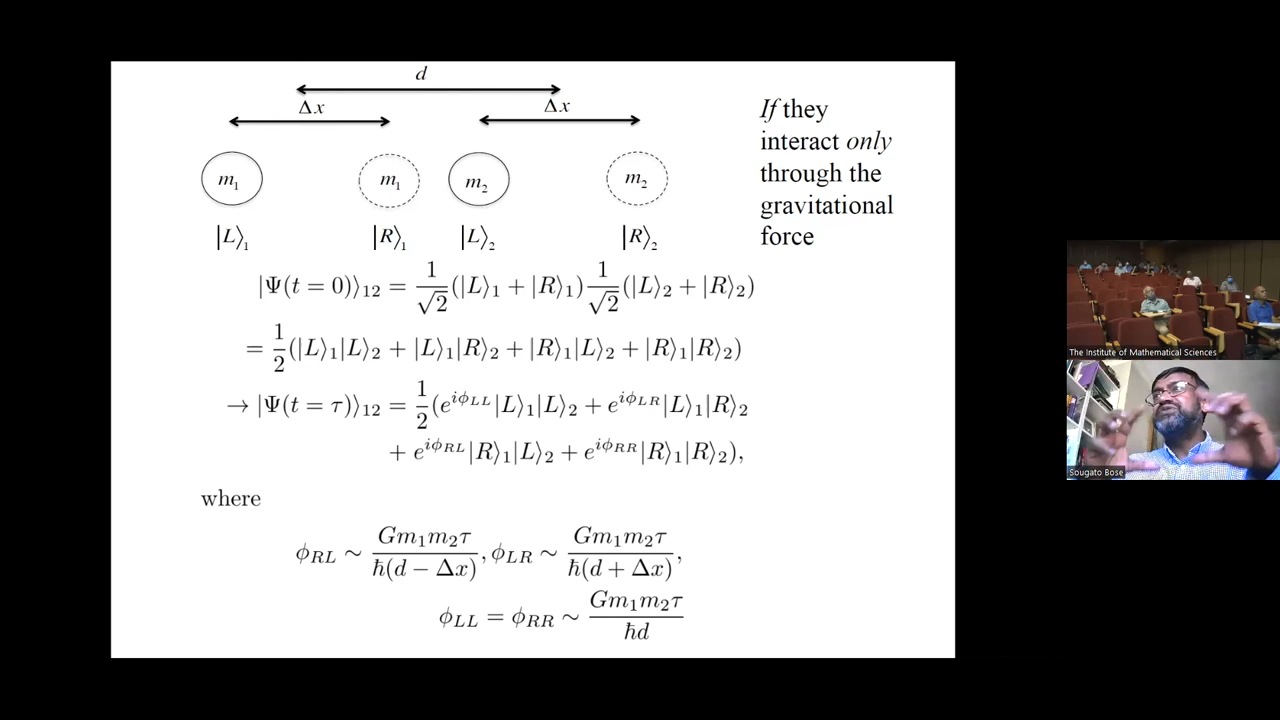 d
Δx Δx
m₁ m₁ m₂ m₂
|L⟩₁ |R⟩₁ |L⟩₂ |R⟩₂
If they
interact only
through the
gravitational
force
|Ψ(t = 0)⟩₁₂ = 1/√2 (|L⟩₁ + |R⟩₁) 1/√2 (|L⟩₂ + |R⟩₂)
= 1/2 (|L⟩₁|L⟩₂ + |L⟩₁|R⟩₂ + |R⟩₁|L⟩₂ + |R⟩₁|R⟩₂)
→ |Ψ(t = τ)⟩₁₂ = 1/2 (e^{iϕ_{LL}}|L⟩₁|L⟩₂ + e^{iϕ_{LR}}|L⟩₁|R⟩₂
+ e^{iϕ_{RL}}|R⟩₁|L⟩₂ + e^{iϕ_{RR}}|R⟩₁|R⟩₂),
where
ϕ_{RL} ∼ Gm₁m₂τ / ħ(d − Δx), ϕ_{LR} ∼ Gm₁m₂τ / ħ(d + Δx),
ϕ_{LL} = ϕ_{RR} ∼ Gm₁m₂τ / ħd
The Institute of Mathematical Sciences
Sougato Bose